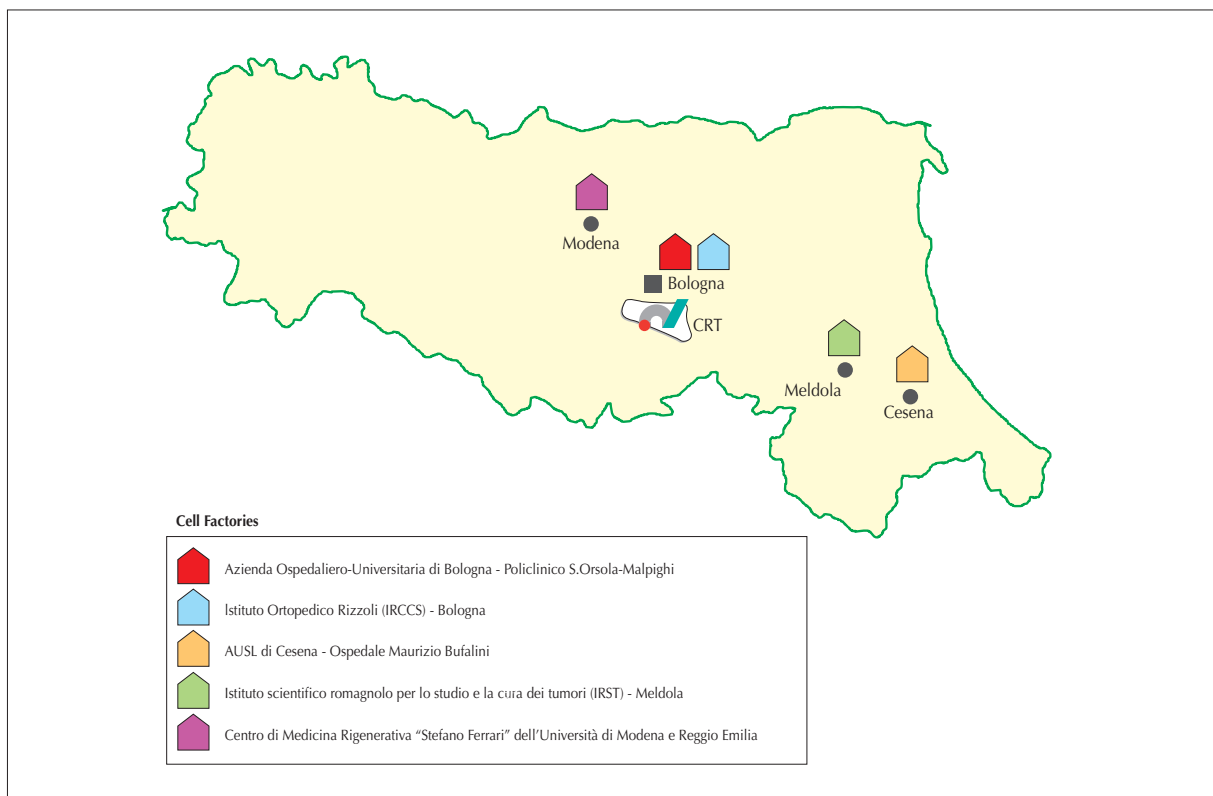 Modena
Bologna
CRT
Meldola
Cesena
Cell Factories
Azienda Ospedaliero-Universitaria di Bologna - Policlinico S.Orsola-Malpighi
Istituto Ortopedico Rizzoli (IRCCS) - Bologna
AUSL di Cesena - Ospedale Maurizio Bufalini
Istituto scientifico romagnolo per lo studio e la cura dei tumori (IRST) - Meldola
Centro di Medicina Rigenerativa “Stefano Ferrari” dell’Università di Modena e Reggio Emilia